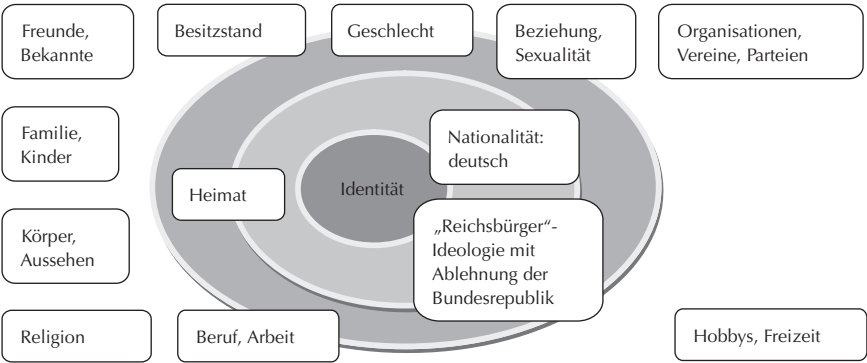 Freunde,
Bekannte
Besitzstand
Geschlecht
Beziehung,
Sexualität
Organisationen,
Vereine, Parteien
Familie,
Kinder
Nationalität:
deutsch
Heimat
Identität
Körper,
Aussehen
„Reichsbürger“-
Ideologie mit
Ablehnung der
Bundesrepublik
Religion
Beruf, Arbeit
Hobbys, Freizeit